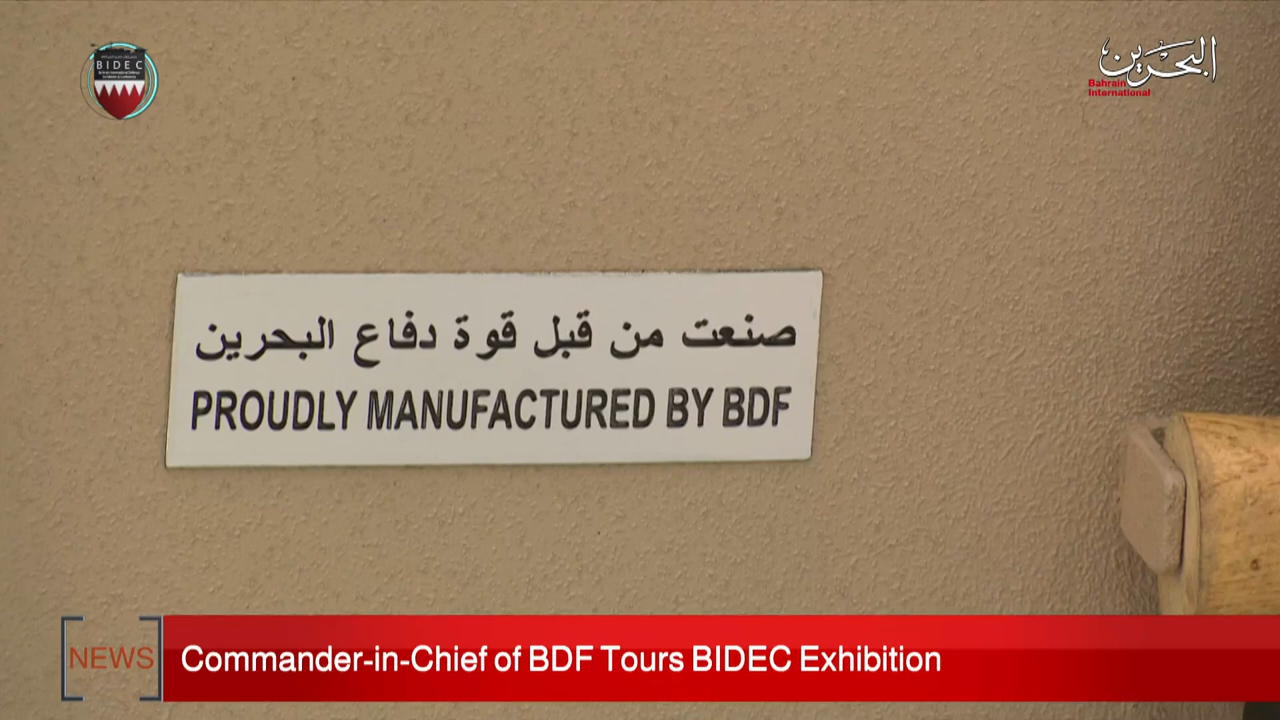 BIDEC
البحرين
Bahrain
International
صنعت من قبل قوة دفاع البحرين
PROUDLY MANUFACTURED BY BDF
NEWS
Commander-in-Chief of BDF Tours BIDEC Exhibition